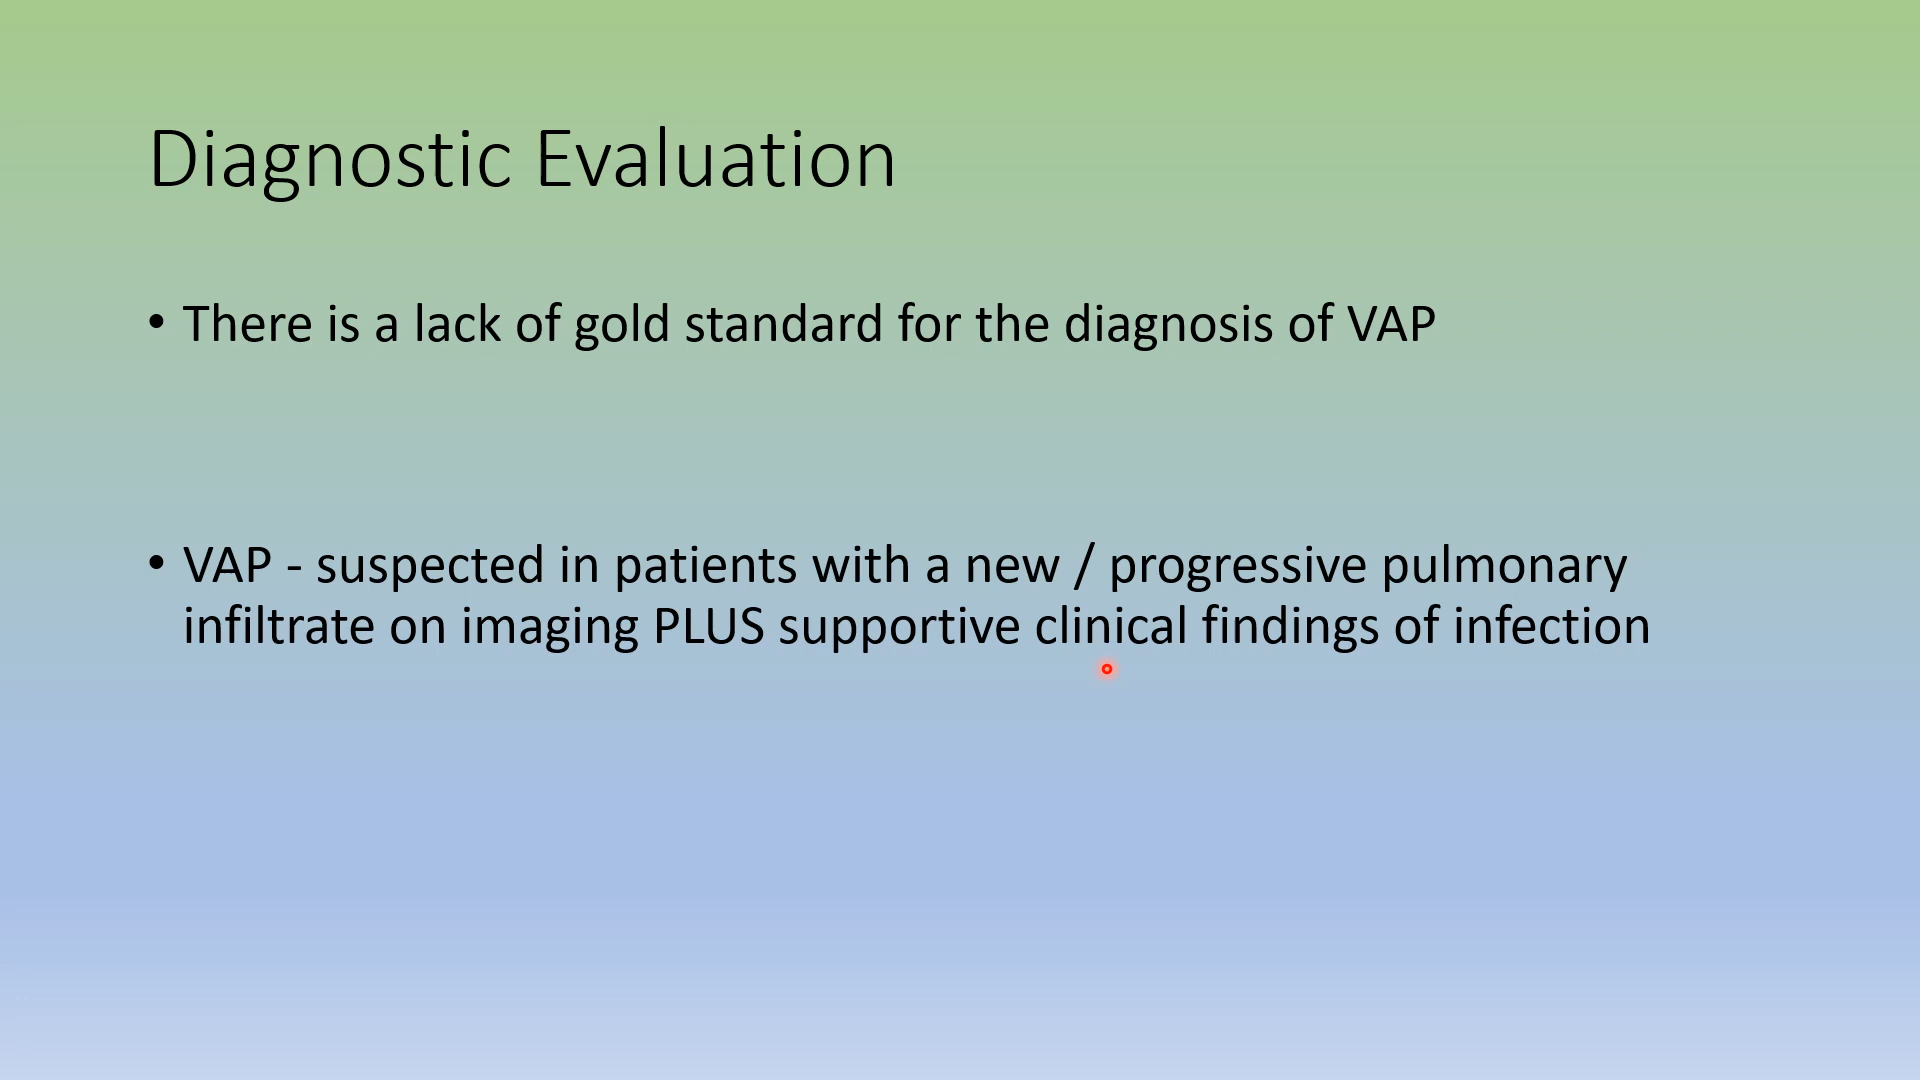 Diagnostic Evaluation
• There is a lack of gold standard for the diagnosis of VAP
• VAP - suspected in patients with a new / progressive pulmonary
infiltrate on imaging PLUS supportive clinical findings of infection